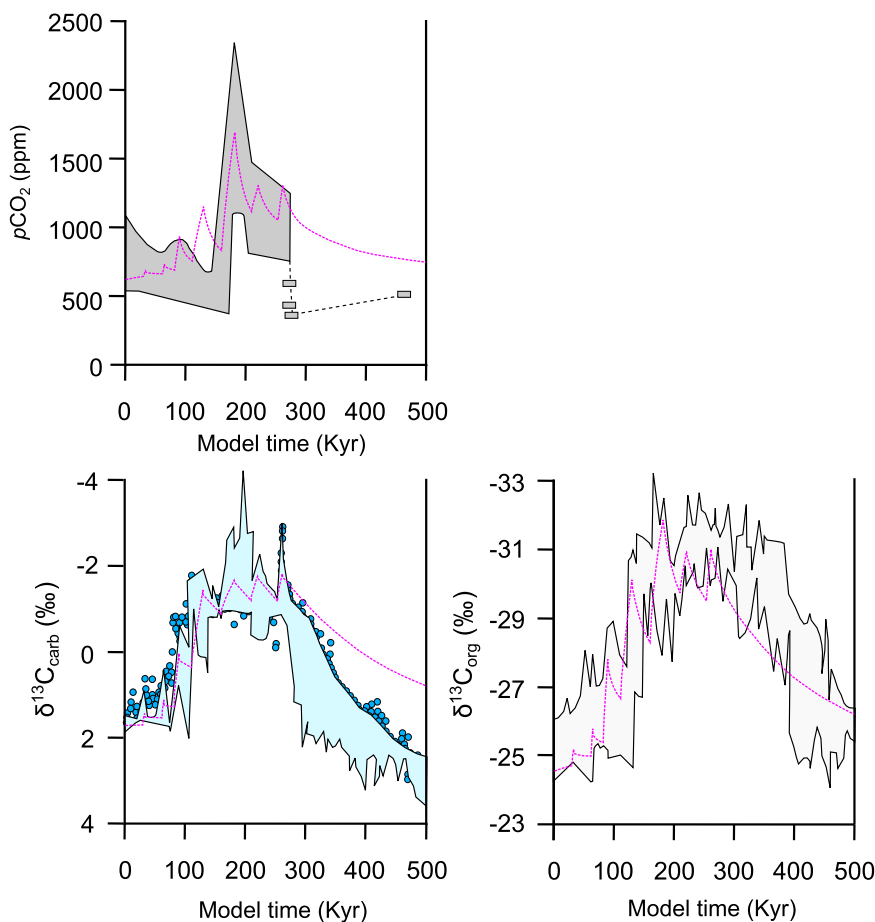 2500
2000
1500
1000
500
0
pCO₂ (ppm)
0 100 200 300 400 500
Model time (Kyr)
-4
-2
0
2
4
δ¹³C_carb (‰)
0 100 200 300 400 500
Model time (Kyr)
-33
-31
-29
-27
-25
-23
δ¹³C_org (‰)
0 100 200 300 400 500
Model time (Kyr)